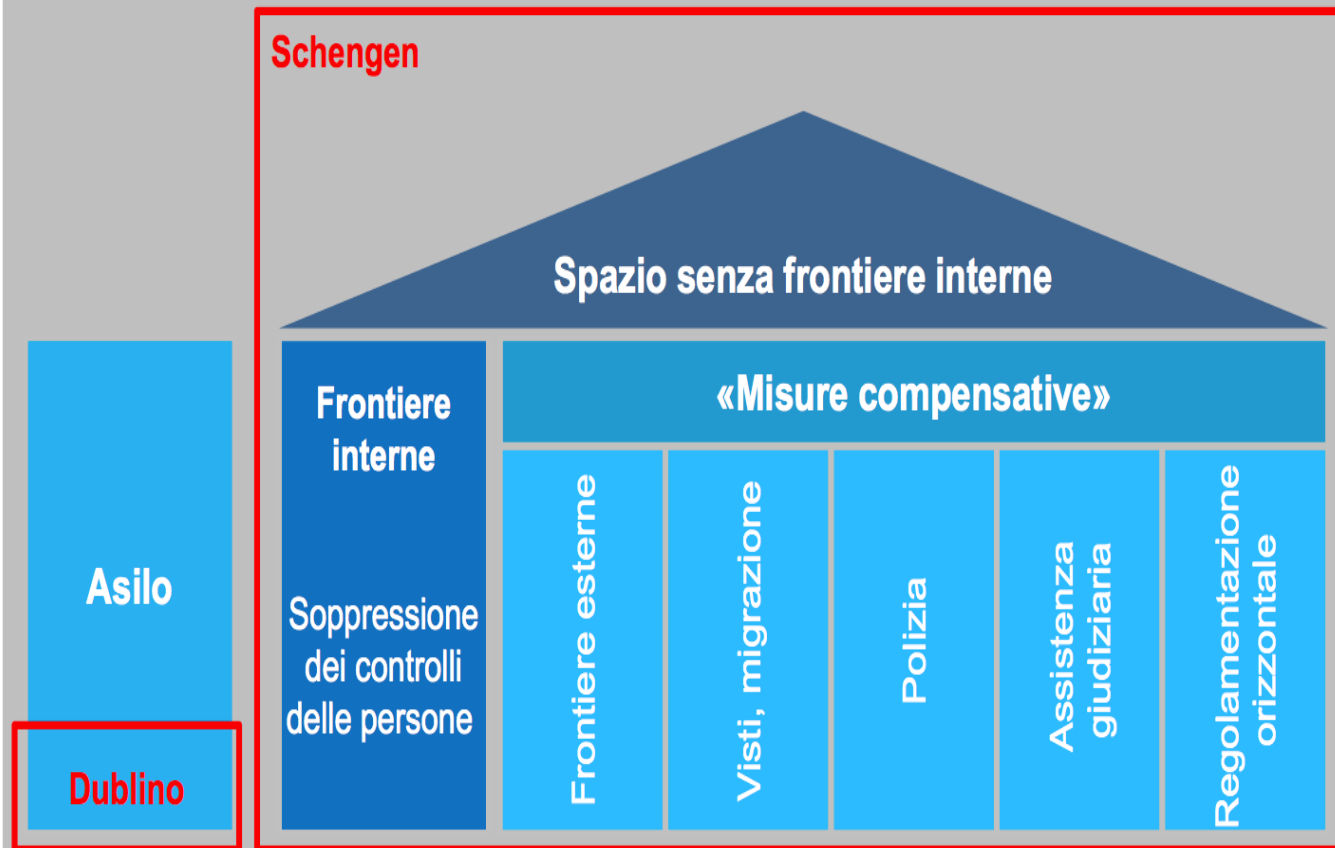 Schengen
Spazio senza frontiere interne
Asilo
Dublino
Frontiere
interne
Soppressione
dei controlli
delle persone
«Misure compensative»
Frontiere esterne
Visti, migrazione
Polizia
Assistenza
giudiziaria
Regolamentazione
orizzontale